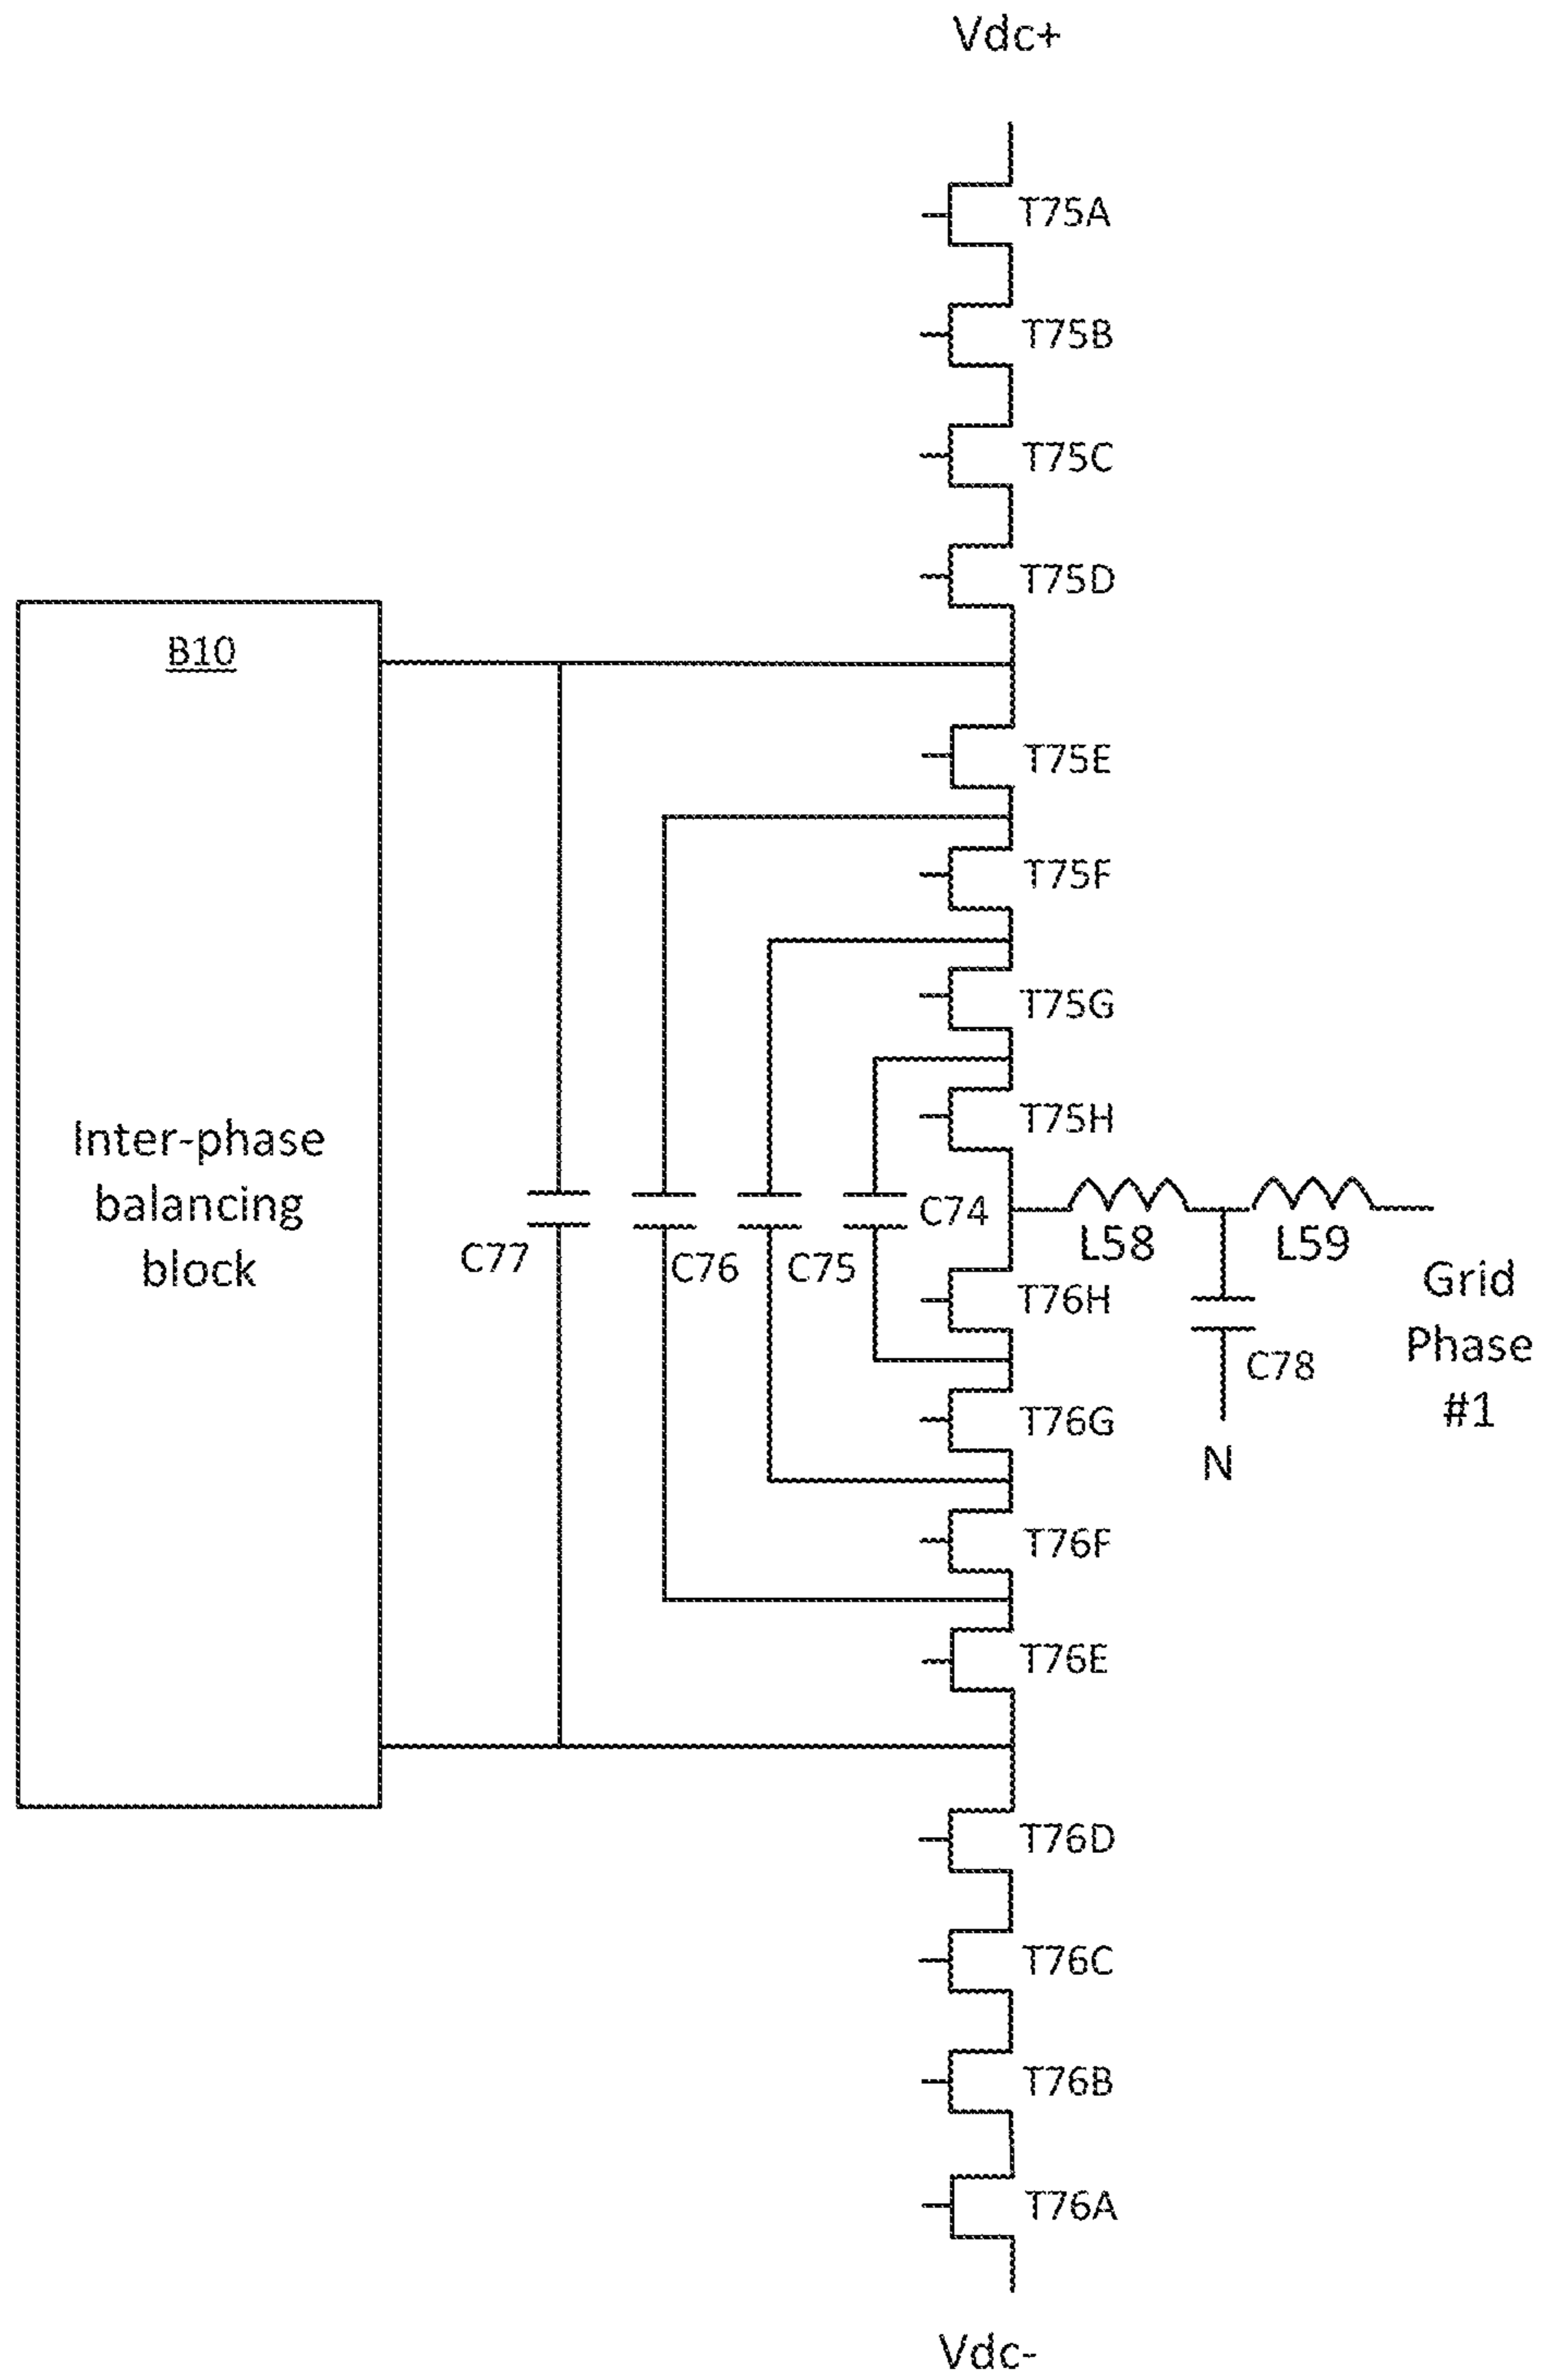 Vdc+
T75A
T75B
T75C
T75D
B10
T75E
T75F
T75G
T75H
Inter-phase
balancing
block
C77
C76
C75
C74
L58
L59
Grid
Phase
#1
T76H
C78
N
T76G
T76F
T76E
T76D
T76C
T76B
T76A
Vdc-